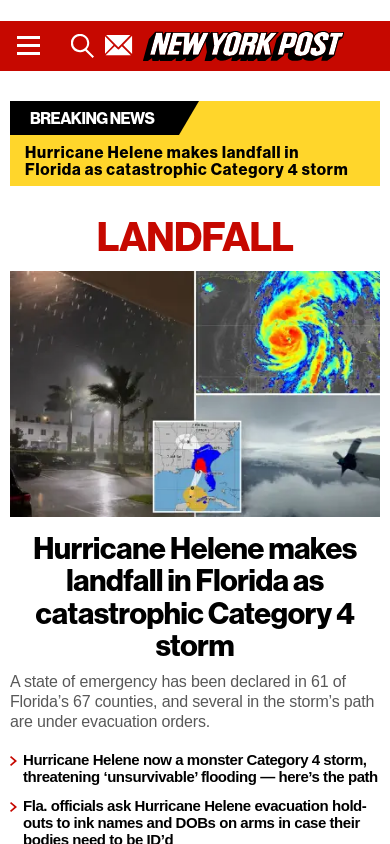 NEW YORK POST
BREAKING NEWS
Hurricane Helene makes landfall in
Florida as catastrophic Category 4 storm
LANDFALL
Hurricane Helene makes
landfall in Florida as
catastrophic Category 4
storm
A state of emergency has been declared in 61 of
Florida’s 67 counties, and several in the storm’s path
are under evacuation orders.
Hurricane Helene now a monster Category 4 storm,
threatening ‘unsurvivable’ flooding — here’s the path
Fla. officials ask Hurricane Helene evacuation hold-
outs to ink names and DOBs on arms in case their
bodies need to be ID’d